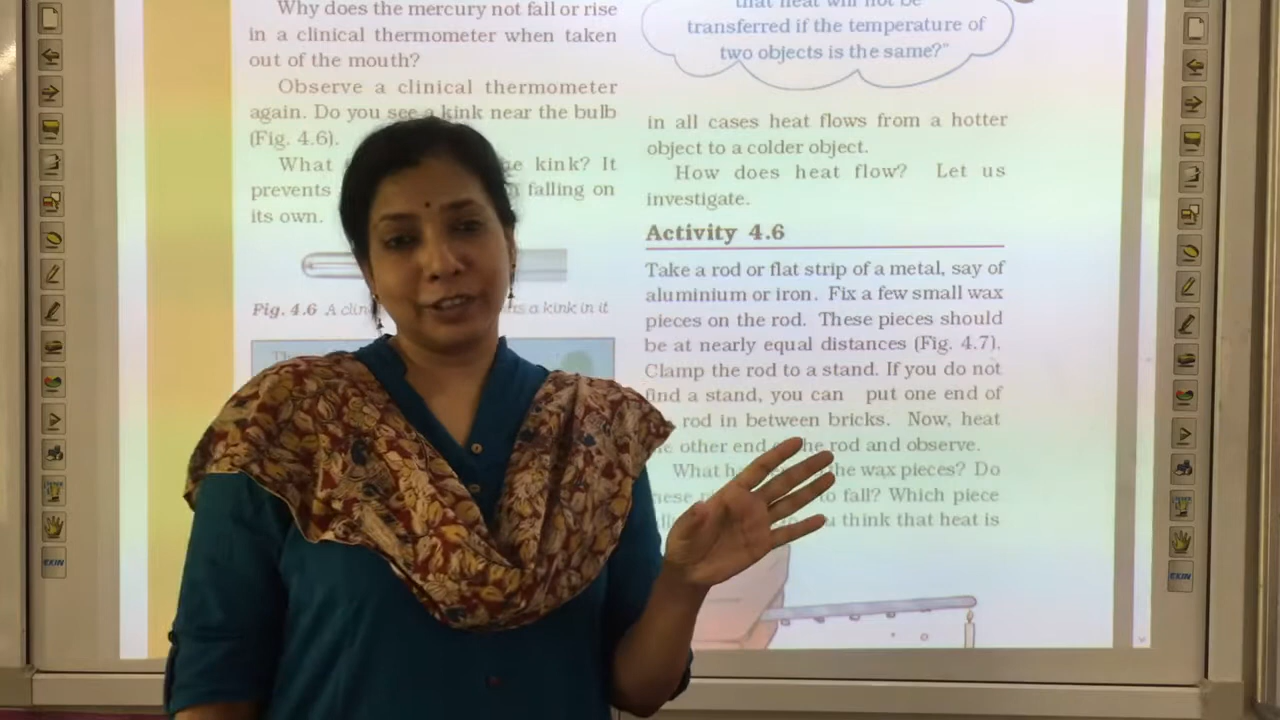 Why does the mercury not fall or rise
in a clinical thermometer when taken
out of the mouth?
Observe a clinical thermometer
again. Do you see a kink near the bulb
(Fig. 4.6).
What kink? It
prevents falling on
its own.
Fig. 4.6 A a kink in it
that heat will not be
transferred if the temperature of
two objects is the same?"
in all cases heat flows from a hotter
object to a colder object.
How does heat flow? Let us
investigate.
Activity 4.6
Take a rod or flat strip of a metal, say of
aluminium or iron. Fix a few small wax
pieces on the rod. These pieces should
be at nearly equal distances (Fig. 4.7).
Clamp the rod to a stand. If you do not
find a stand, you can put one end of
rod in between bricks. Now, heat
other end the rod and observe.
What the wax pieces? Do
to fall? Which piece
think that heat is
EXIN
EXIN